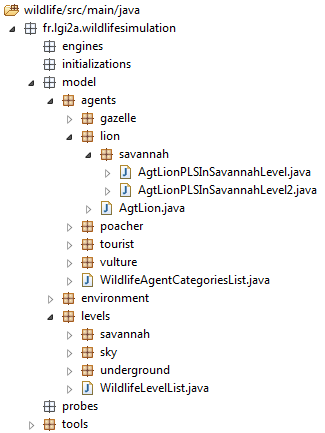 wildlife/src/main/java
fr.lgi2a.wildlifesimulation
engines
initializations
model
agents
gazelle
lion
savannah
AgtLionPLSInSavannahLevel.java
AgtLionPLSInSavannahLevel2.java
AgtLion.java
poacher
tourist
vulture
WildlifeAgentCategoriesList.java
environment
levels
savannah
sky
underground
WildlifeLevelList.java
probes
tools